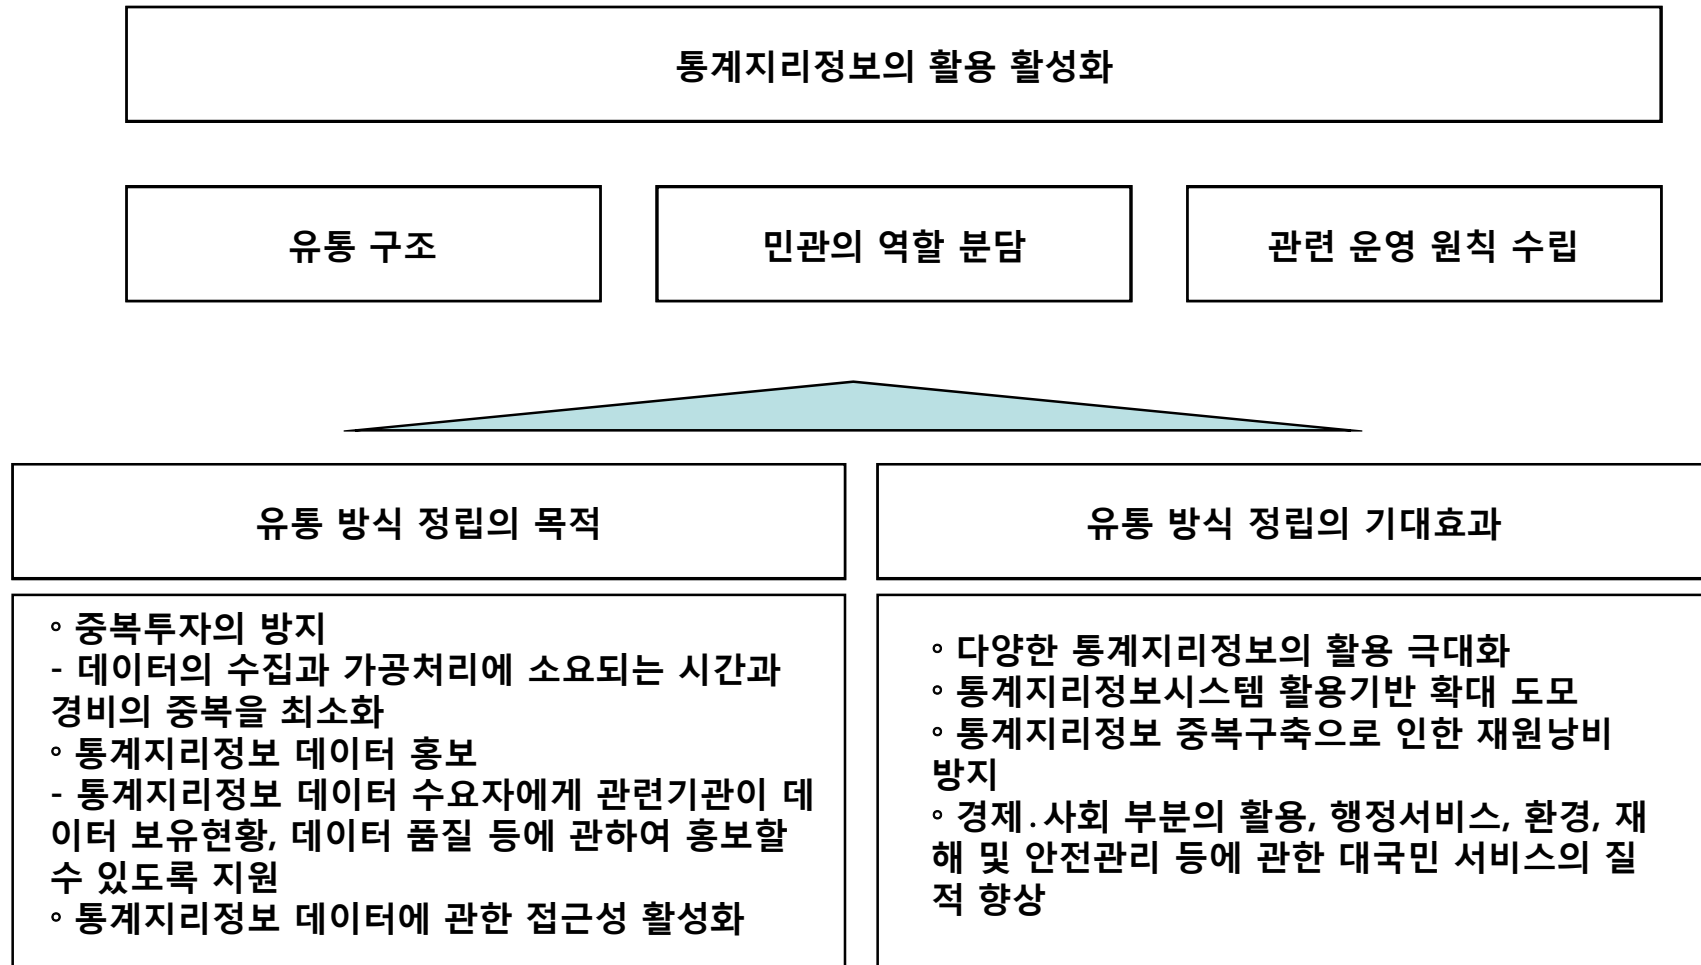 통계지리정보의 활용 활성화
유통 구조
민관의 역할 분담
관련 운영 원칙 수립
유통 방식 정립의 목적
◦ 중복투자의 방지
- 데이터의 수집과 가공처리에 소요되는 시간과
경비의 중복을 최소화
◦ 통계지리정보 데이터 홍보
- 통계지리정보 데이터 수요자에게 관련기관이 데
이터 보유현황, 데이터 품질 등에 관하여 홍보할
수 있도록 지원
◦ 통계지리정보 데이터에 관한 접근성 활성화
유통 방식 정립의 기대효과
◦ 다양한 통계지리정보의 활용 극대화
◦ 통계지리정보시스템 활용기반 확대 도모
◦ 통계지리정보 중복구축으로 인한 재원낭비
방지
◦ 경제.사회 부분의 활용, 행정서비스, 환경, 재
해 및 안전관리 등에 관한 대국민 서비스의 질
적 향상